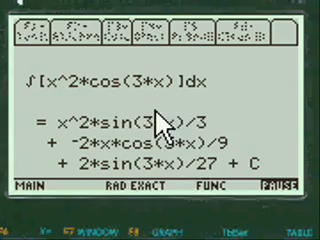 ∫[x^2*cos(3*x)]dx
= x^2*sin(3*x)/3
+ -2*x*cos(3*x)/9
+ 2*sin(3*x)/27 + C
MAIN RAD EXACT FUNC PAUSE
F6 Y= F7 WINDOW F8 GRAPH TblSet TABLE